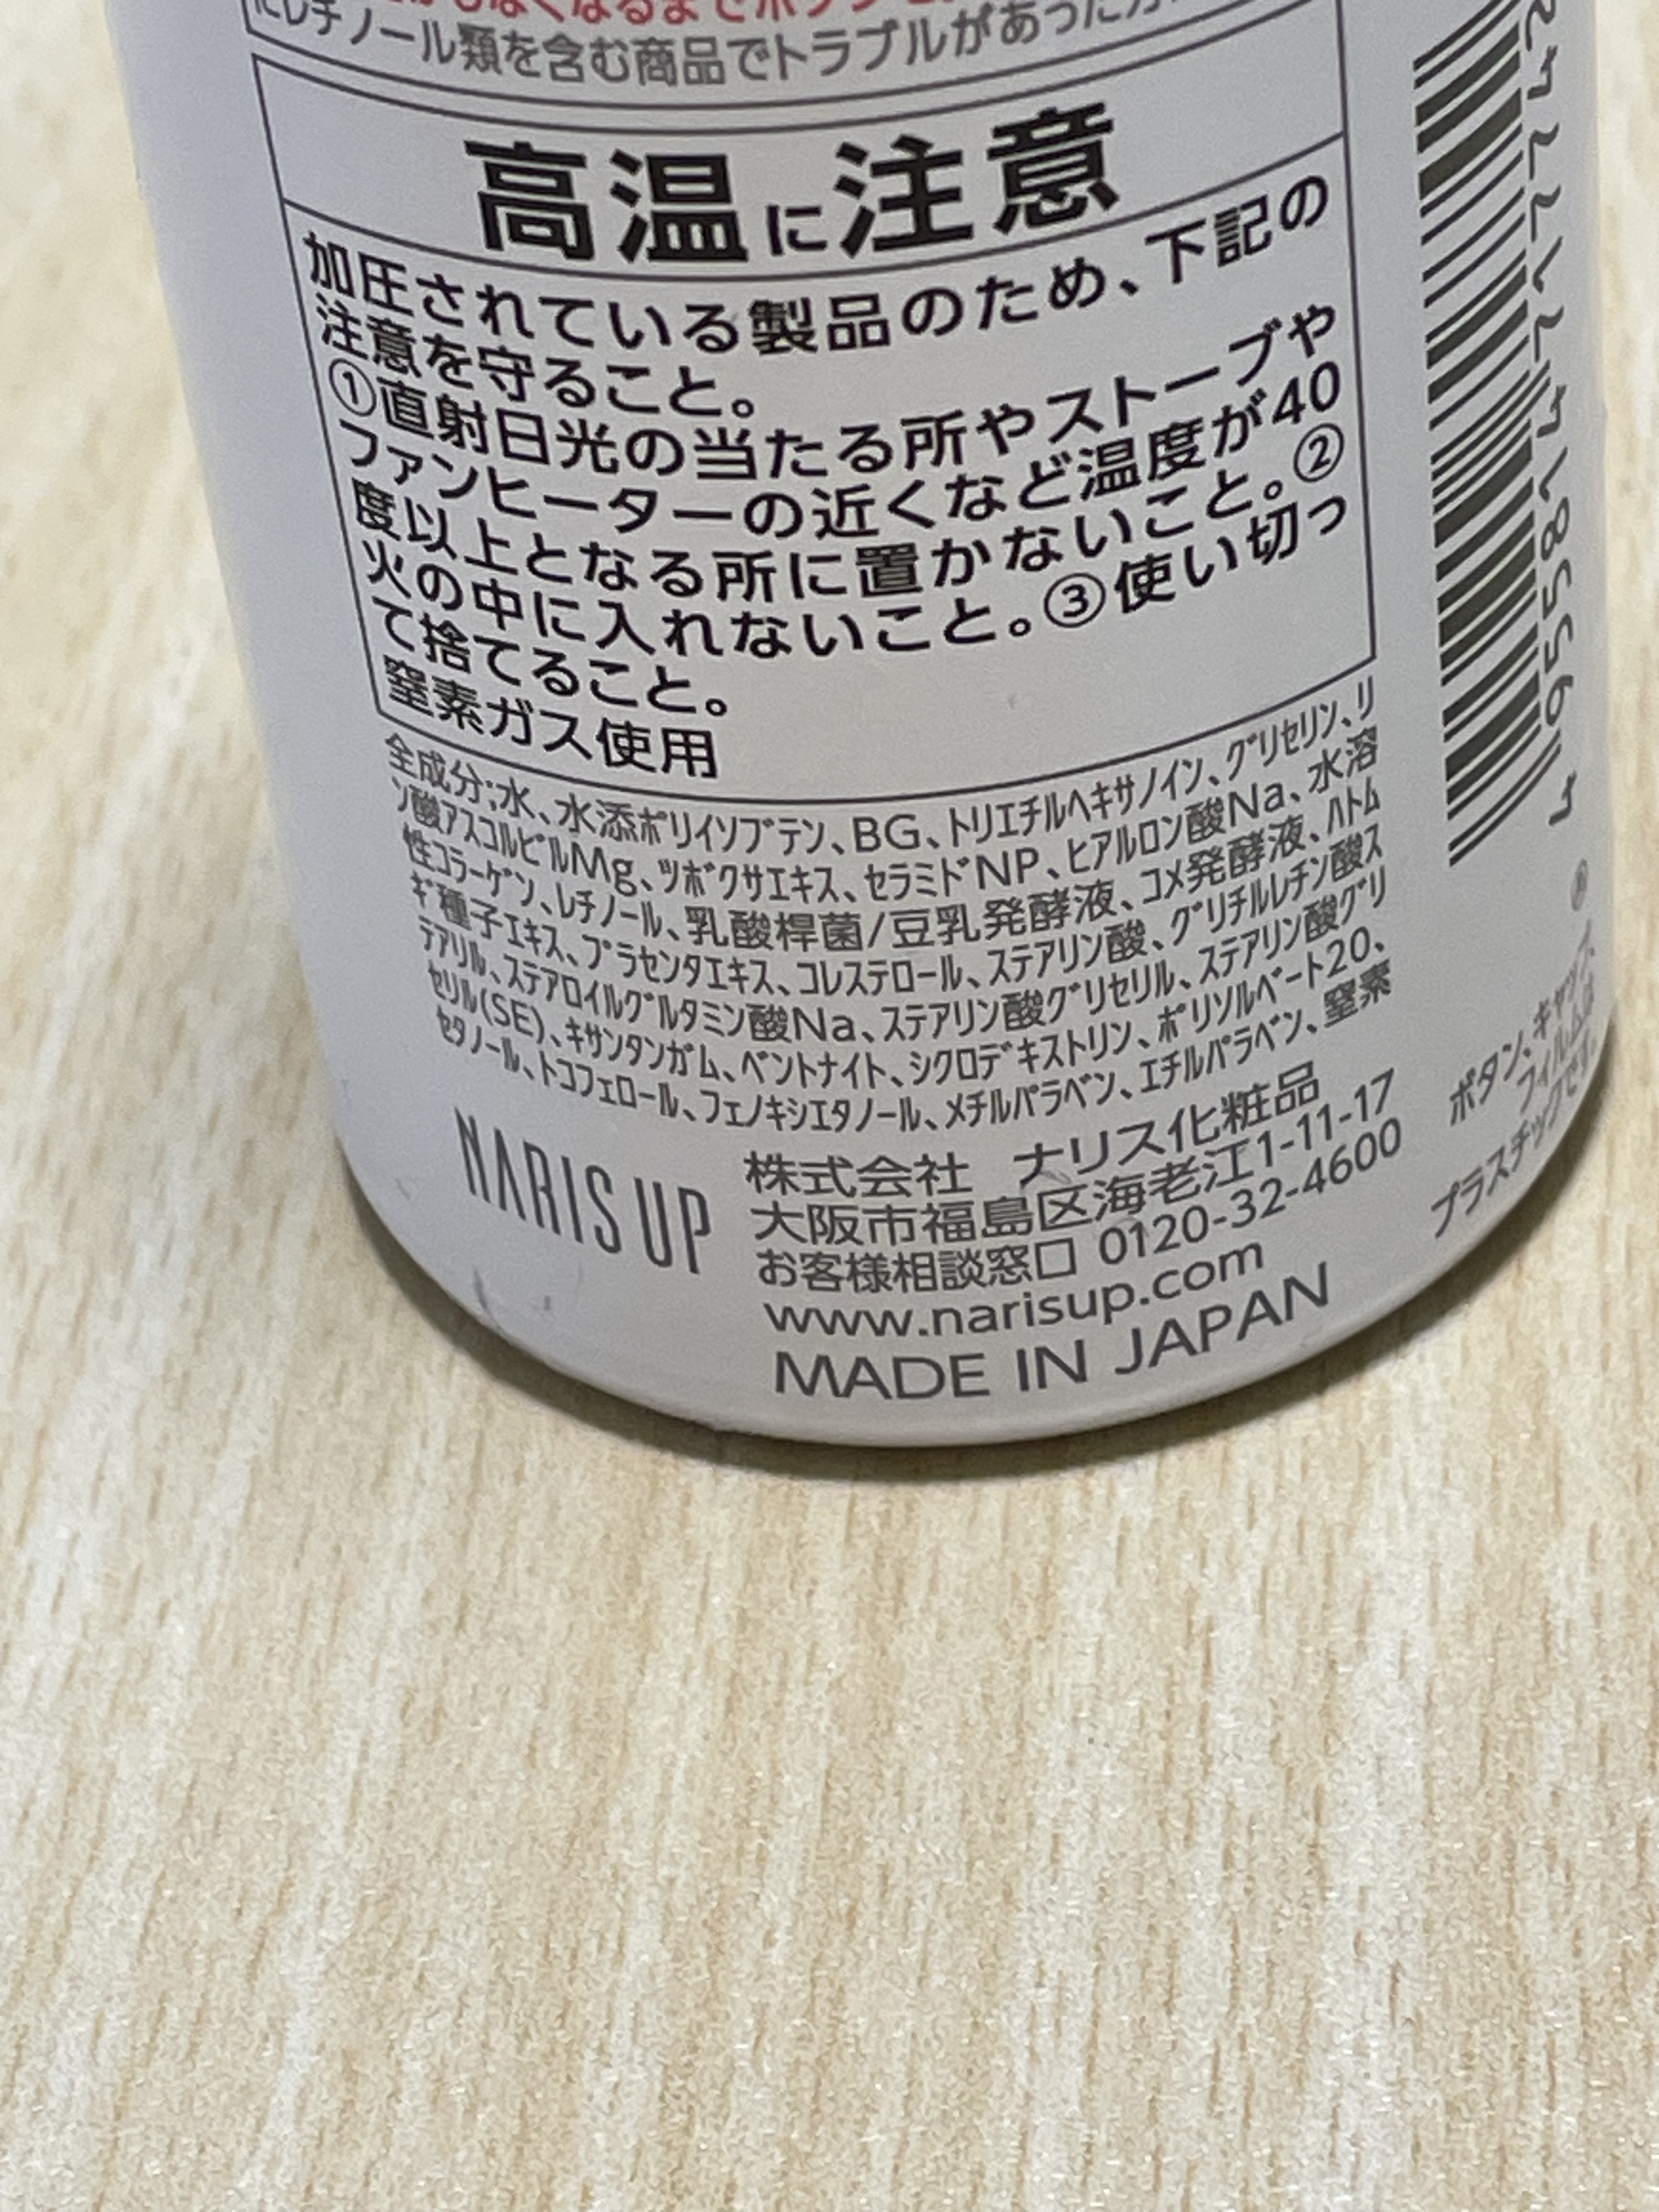 なくなるまで
にレチノール類を含む商品でトラブルがあった方
高温に注意
加圧されている製品のため、下記の
注意を守ること。
①直射日光の当たる所やストーブや
ファンヒーターの近くなど温度が40
度以上となる所に置かないこと。②
火の中に入れないこと。③使い切っ
て捨てること。
窒素ガス使用
全成分:水、水添ポリイソブテン、BG、トリエチルヘキサノイン、グリセリン、リ
ン酸アスコルビルMg、ツボクサエキス、セラミドNP、ヒアルロン酸Na、水溶
性コラーゲン、レチノール、乳酸桿菌/豆乳発酵液、コメ発酵液、ハトム
ギ種子エキス、プラセンタエキス、コレステロール、ステアリン酸、グリチルレチン酸ス
テアリル、ステアロイルグルタミン酸Na、ステアリン酸グリセリル、ステアリン酸グリ
セリル(SE)、キサンタンガム、ベントナイト、シクロデキストリン、ポリソルベート20、
セタノール、トコフェロール、フェノキシエタノール、メチルパラベン、エチルパラベン、窒素
NARIS UP
株式会社 ナリス化粧品
大阪市福島区海老江1-11-17
お客様相談窓口 0120-32-4600
www.narisup.com
MADE IN JAPAN
®
ボタン、キャップ、
プラスチックです。